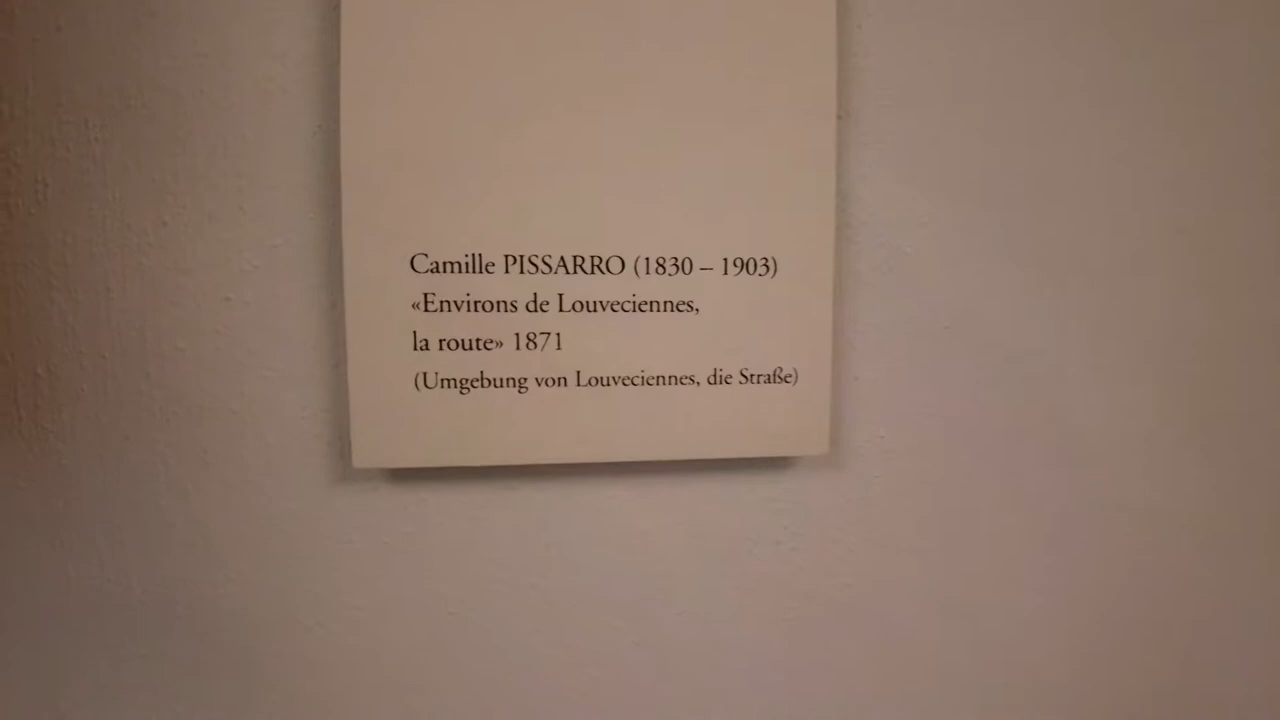 Camille PISSARRO (1830 – 1903)
«Environs de Louveciennes,
la route» 1871
(Umgebung von Louveciennes, die Straße)